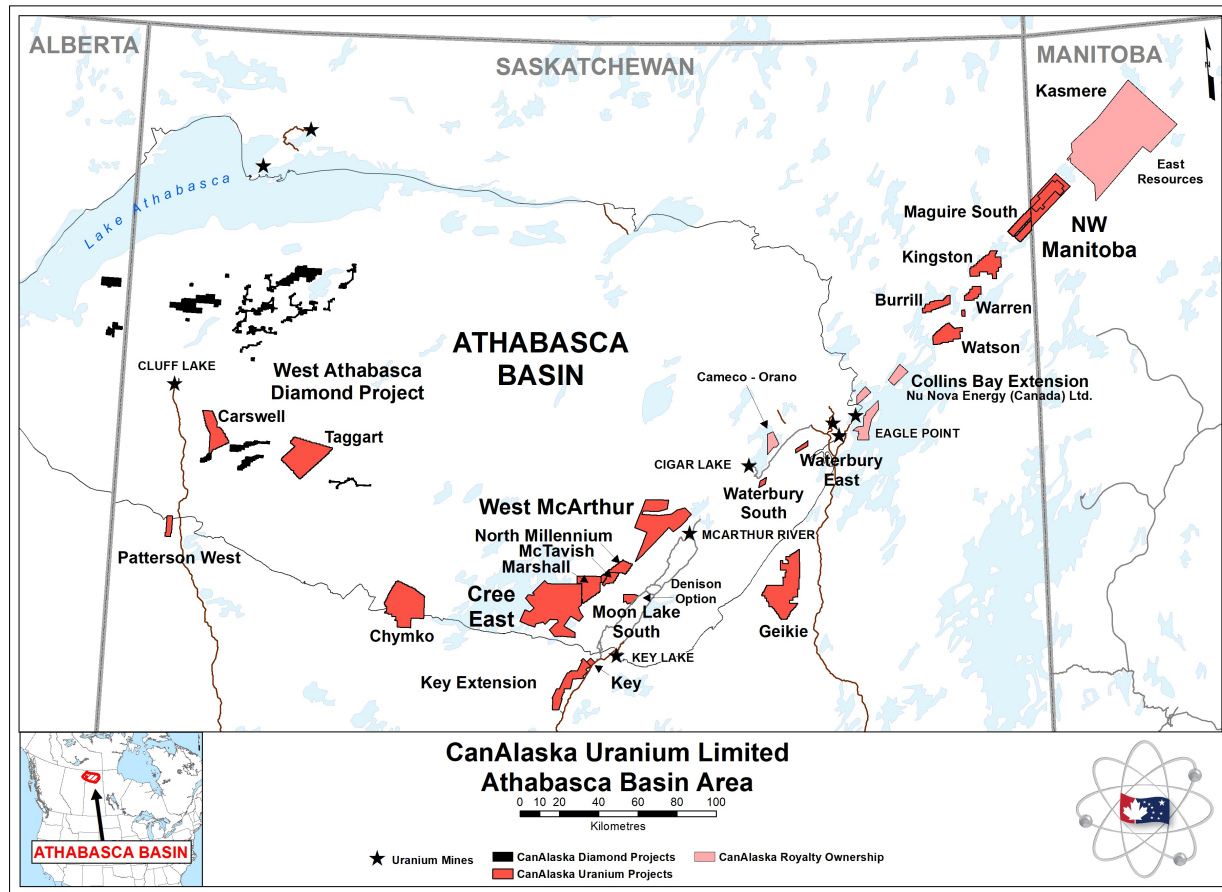 ALBERTA
SASKATCHEWAN
MANITOBA
Kasmere
East
Resources
Lake Athabasca
Maguire South
NW
Manitoba
Kingston
Burrill
Warren
Watson
ATHABASCA
BASIN
CLUFF LAKE
West Athabasca
Diamond Project
Cameco - Orano
Collins Bay Extension
Nu Nova Energy (Canada) Ltd.
Carswell
Taggart
EAGLE POINT
CIGAR LAKE
Waterbury
East
Waterbury
South
West McArthur
North Millennium
McTavish
Marshall
MCARTHUR RIVER
Patterson West
Cree
East
Denison
Option
Moon Lake
South
Chymko
Geikie
KEY LAKE
Key Extension
Key
CanAlaska Uranium Limited
Athabasca Basin Area
0 10 20 40 60 80 100
Kilometres
ATHABASCA BASIN
Uranium Mines
CanAlaska Diamond Projects
CanAlaska Royalty Ownership
CanAlaska Uranium Projects